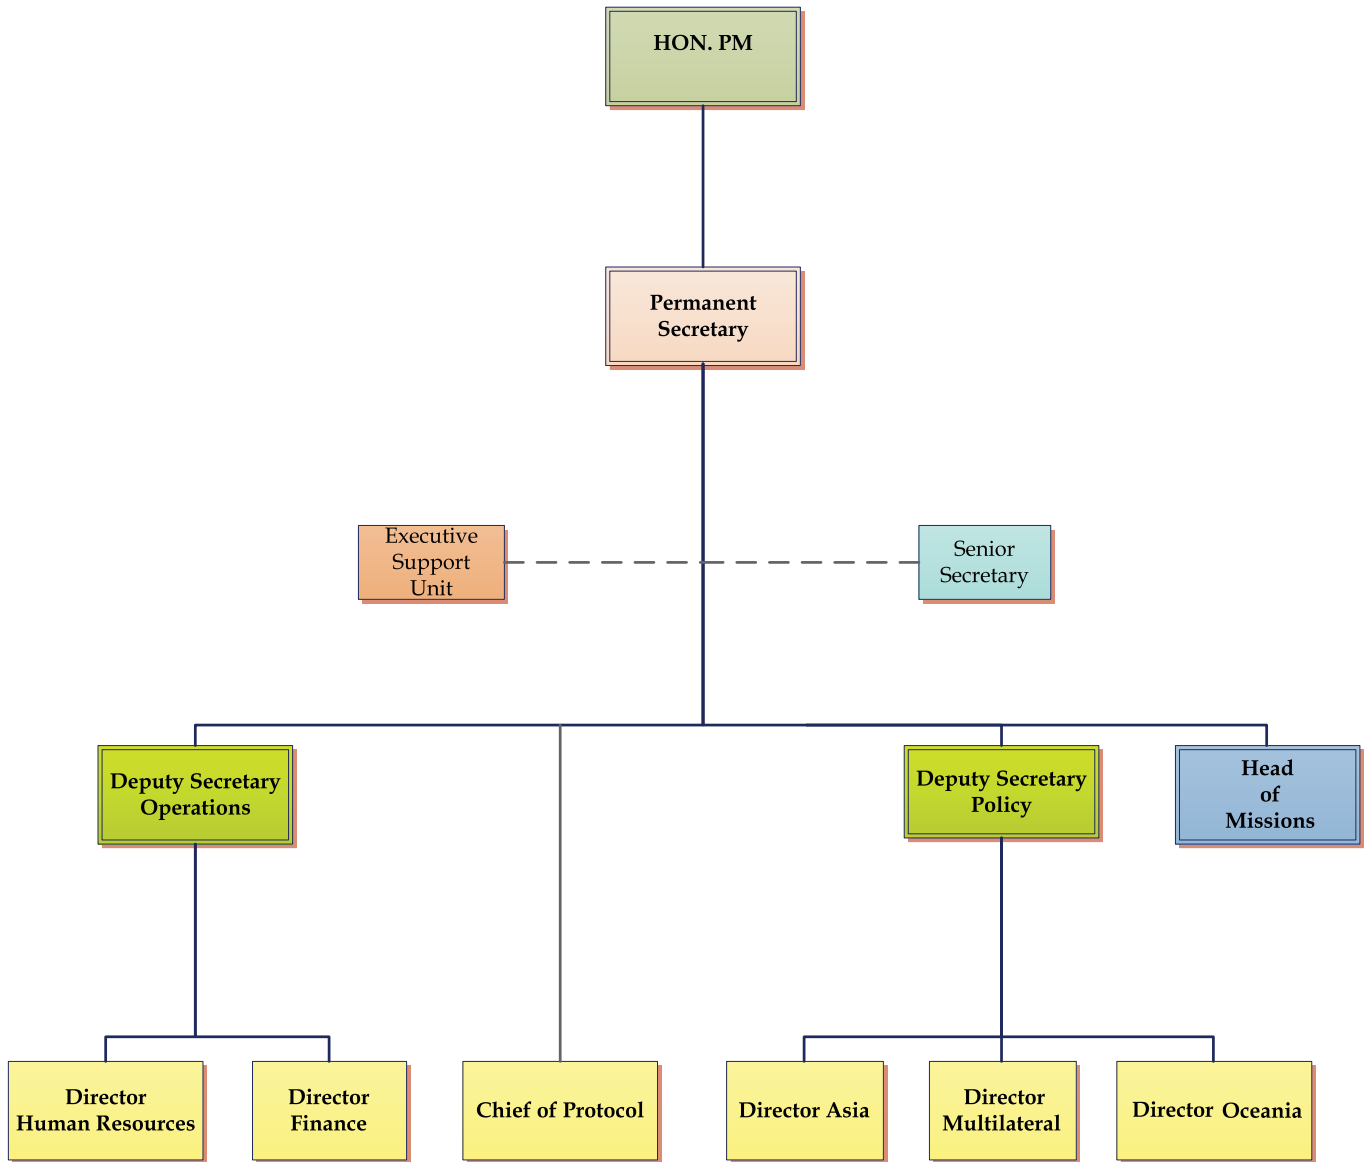 HON. PM
Permanent
Secretary
Executive
Support
Unit
Senior
Secretary
Deputy Secretary
Operations
Deputy Secretary
Policy
Head
of
Missions
Director
Human Resources
Director
Finance
Chief of Protocol
Director Asia
Director
Multilateral
Director Oceania